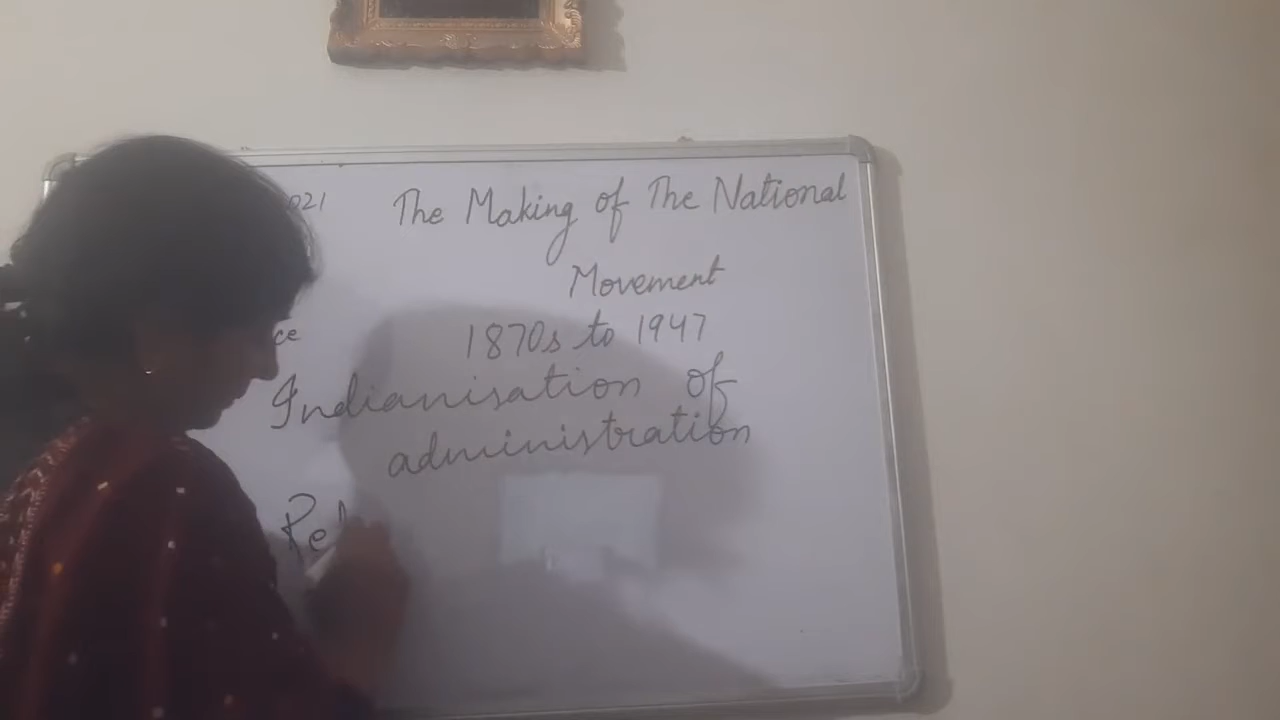 021 The Making of The National
Movement
ce 1870s to 1947
Indianisation of
administration
Re